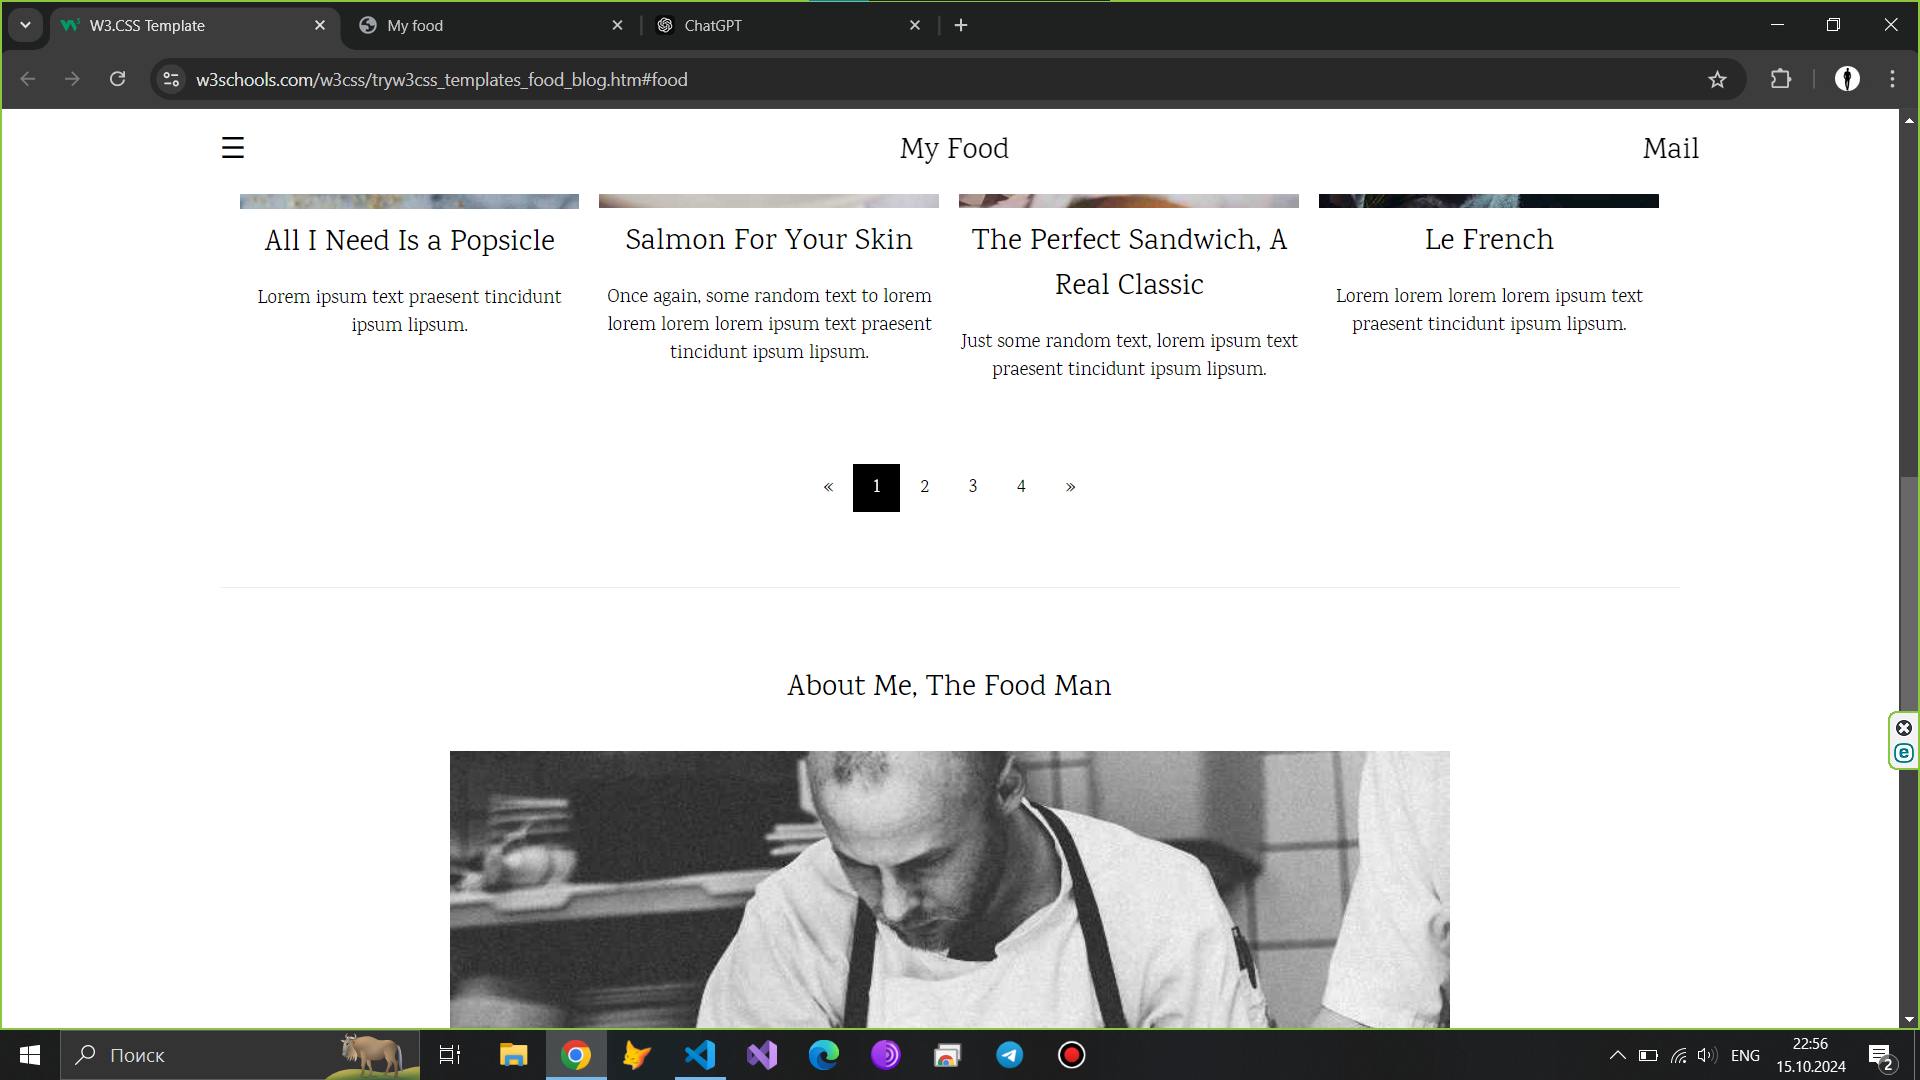 W3.CSS Template
My food
ChatGPT
w3schools.com/w3css/tryw3css_templates_food_blog.htm#food
☰ My Food Mail
All I Need Is a Popsicle
Lorem ipsum text praesent tincidunt
ipsum lipsum.
Salmon For Your Skin
Once again, some random text to lorem
lorem lorem lorem ipsum text praesent
tincidunt ipsum lipsum.
The Perfect Sandwich, A
Real Classic
Just some random text, lorem ipsum text
praesent tincidunt ipsum lipsum.
Le French
Lorem lorem lorem lorem ipsum text
praesent tincidunt ipsum lipsum.
« 1 2 3 4 »
About Me, The Food Man
Поиск
ENG
22:56
15.10.2024
2